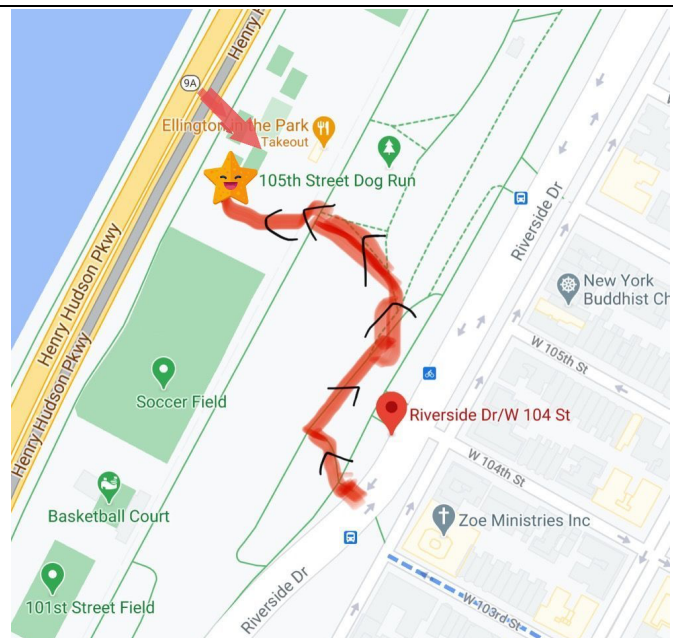 Henry H
9A
Ellington in the Park
Takeout
105th Street Dog Run
Riverside Dr
New York
Buddhist Ch
W
Henry Hudson Pkwy
Henry Hudson Pkwy
W 105th St
Soccer Field
Riverside Dr/W 104 St
W 104th St
Basketball Court
Zoe Ministries Inc
101st Street Field
Riverside Dr
W 103rd St